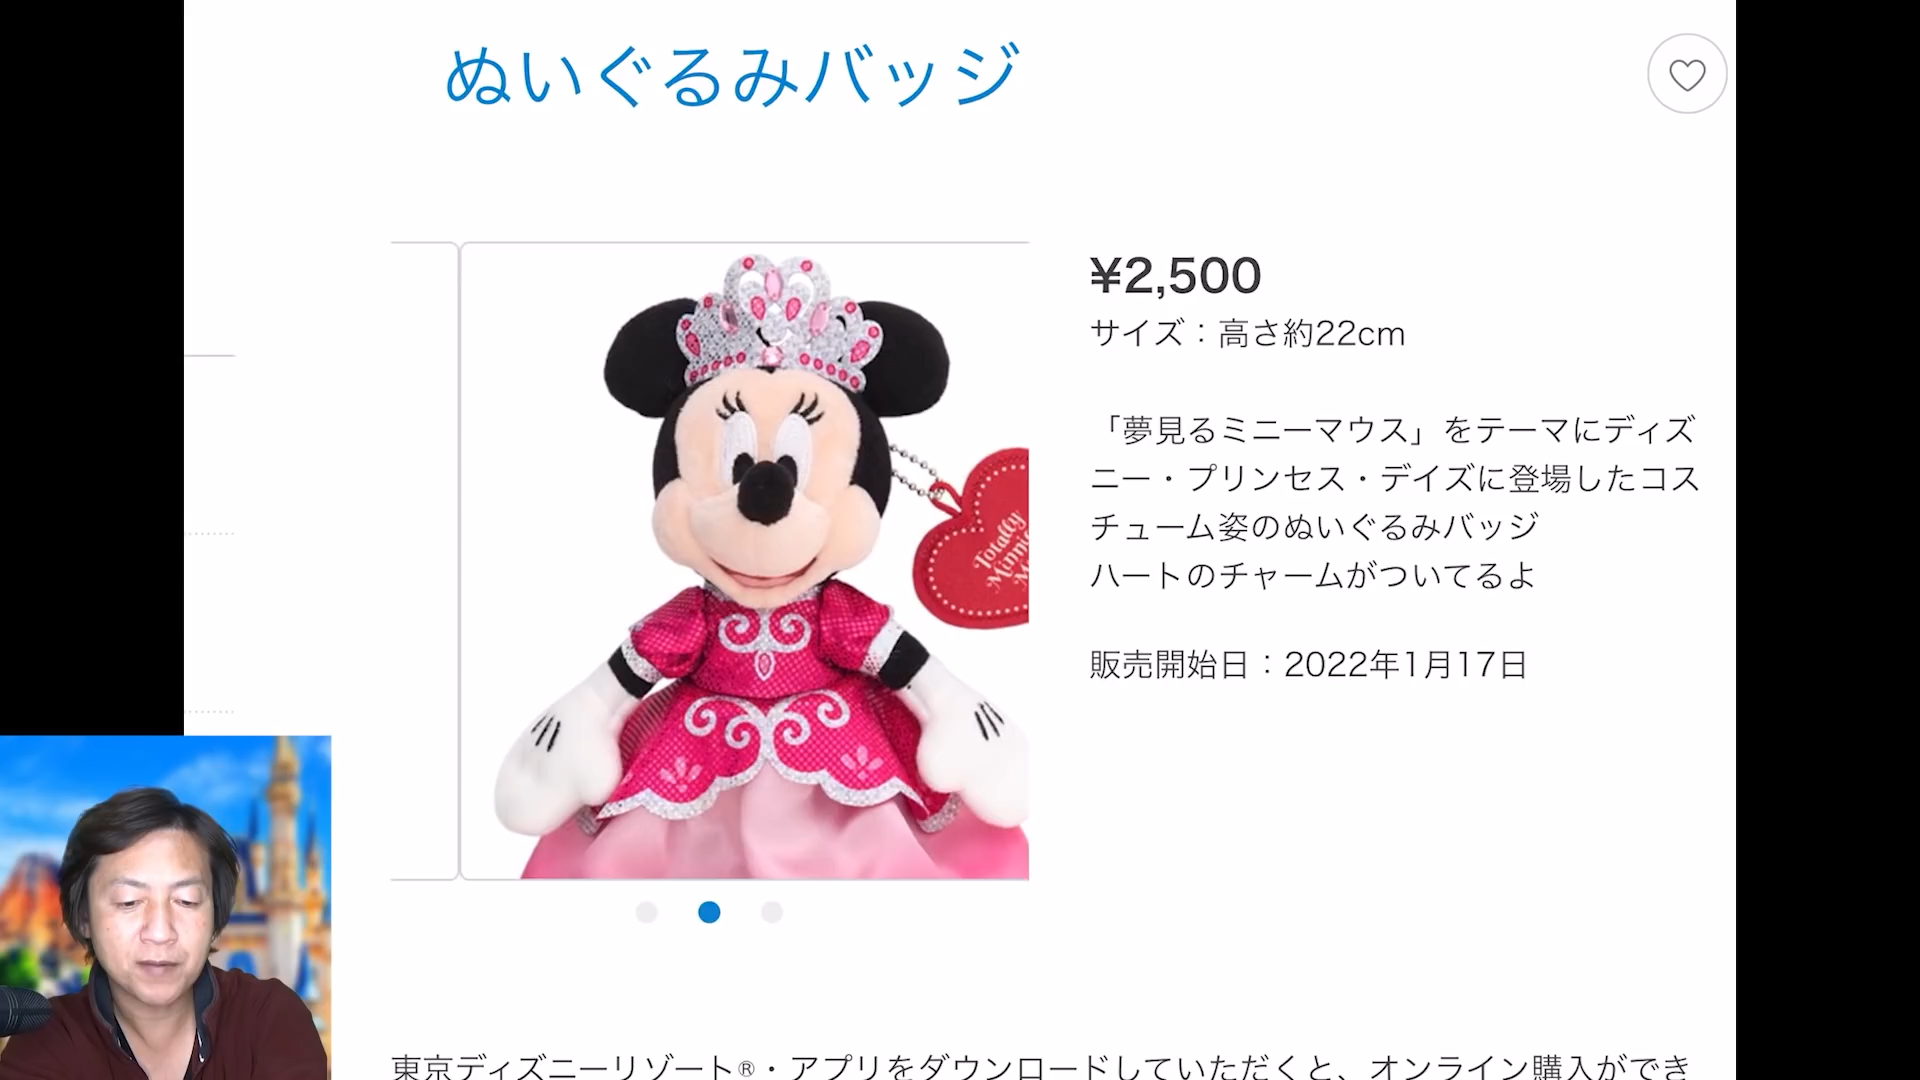 ぬいぐるみバッジ
¥2,500
サイズ：高さ約22cm
「夢見るミニーマウス」をテーマにディズ
ニー・プリンセス・デイズに登場したコス
チューム姿のぬいぐるみバッジ
ハートのチャームがついてるよ
販売開始日：2022年1月17日
Totally
Minnie
東京ディズニーリゾート®・アプリをダウンロードしていただくと、オンライン購入ができ